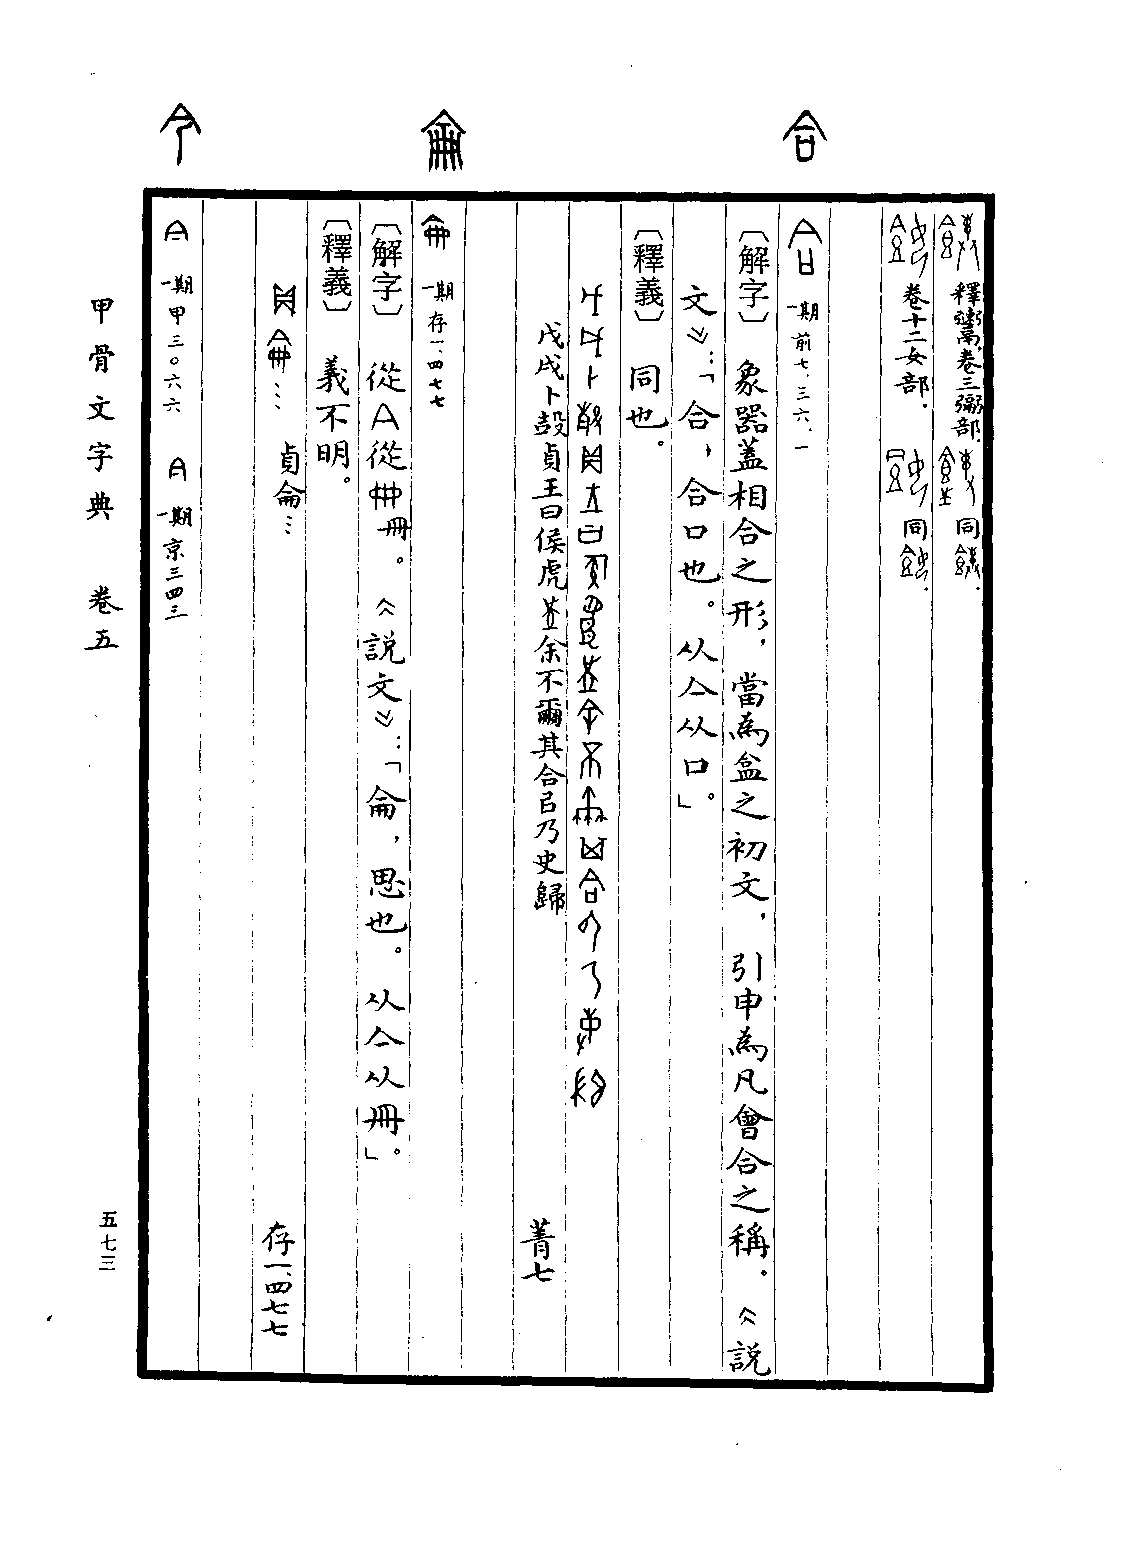 合
釋鬻,卷三弼部. 同
卷十二女部. 同
一期 前七.三六.一
〔解字〕 象器蓋相合之形,當為盒之初文,引申為凡會合之稱.《說
文》:「合,合口也。从亼从口」。
〔釋義〕 同也。
戊戌卜㱿貞王曰侯虎 余不爾其合㠯乃史歸 菁七
侖
一期 存一、四七七
〔解字〕 從亼從冊。《說文》:「侖,思也。从亼从冊」。
〔釋義〕 義不明。
… 貞侖… 存一、四七七
今
一期 甲三〇六六 一期 京三四三
甲骨文字典 卷五
五七三